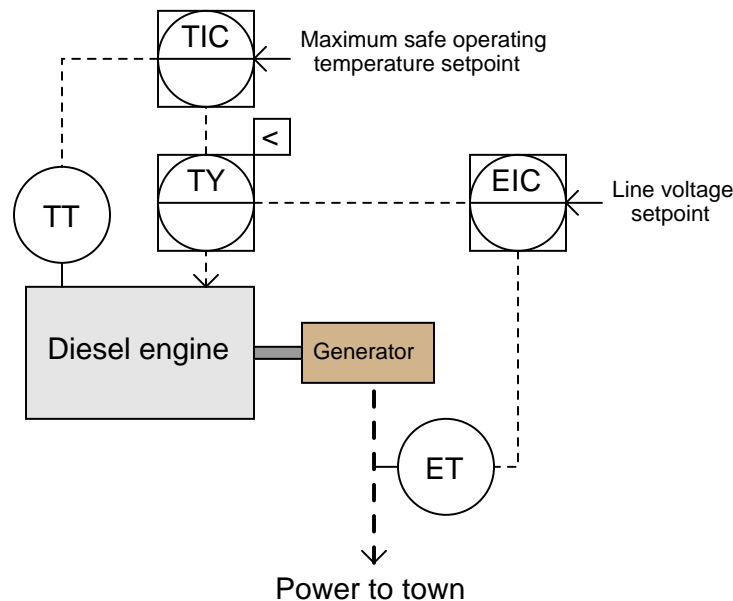 TIC
Maximum safe operating
temperature setpoint
<
TY
EIC
Line voltage
setpoint
TT
Diesel engine
Generator
ET
Power to town